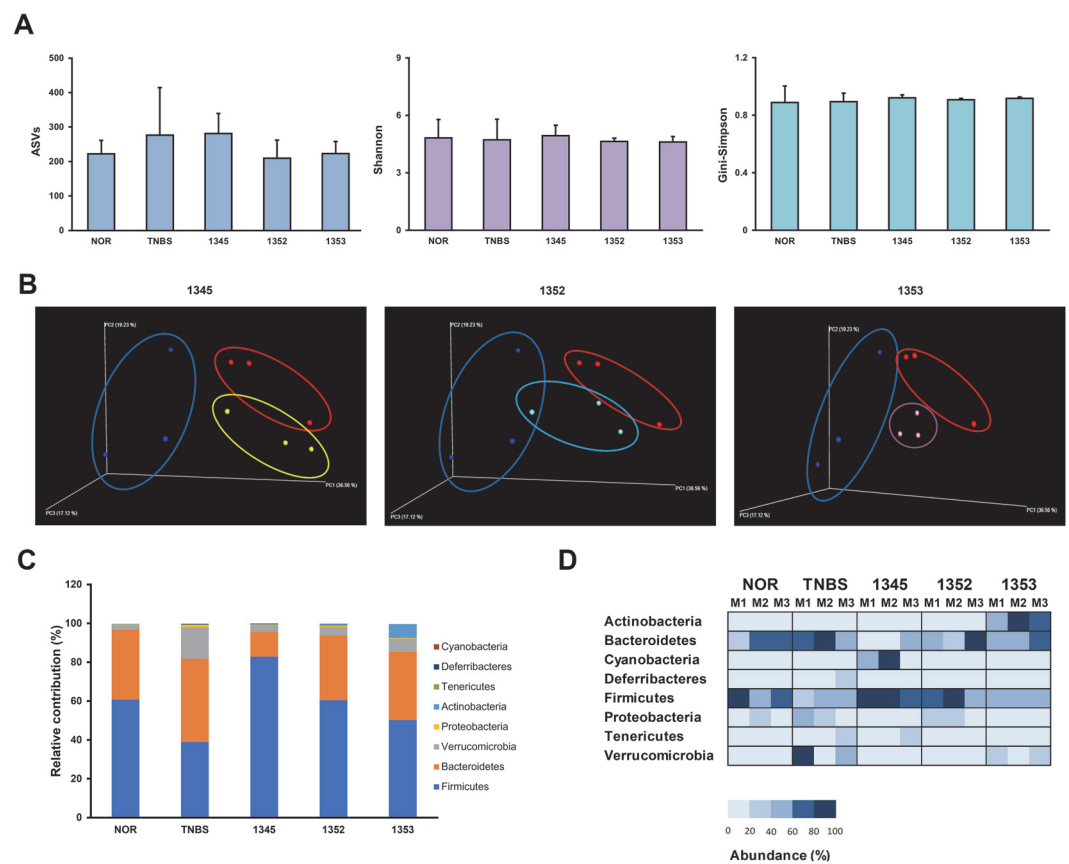 A
500
400
300
200
100
0
ASVs
NOR TNBS 1345 1352 1353
9
6
3
0
Shannon
NOR TNBS 1345 1352 1353
1.2
0.8
0.4
0
Gini-Simpson
NOR TNBS 1345 1352 1353
B
1345
PC2 (19.23 %)
PC1 (36.56 %)
PC3 (17.12 %)
1352
PC2 (19.23 %)
PC1 (36.56 %)
PC3 (17.12 %)
1353
PC2 (19.23 %)
PC1 (36.56 %)
PC3 (17.12 %)
C
120
100
80
60
40
20
0
Relative contribution (%)
NOR TNBS 1345 1352 1353
Cyanobacteria
Deferribacteres
Tenericutes
Actinobacteria
Proteobacteria
Verrucomicrobia
Bacteroidetes
Firmicutes
D
NOR TNBS 1345 1352 1353
M1 M2 M3 M1 M2 M3 M1 M2 M3 M1 M2 M3 M1 M2 M3
Actinobacteria
Bacteroidetes
Cyanobacteria
Deferribacteres
Firmicutes
Proteobacteria
Tenericutes
Verrucomicrobia
0 20 40 60 80 100
Abundance (%)